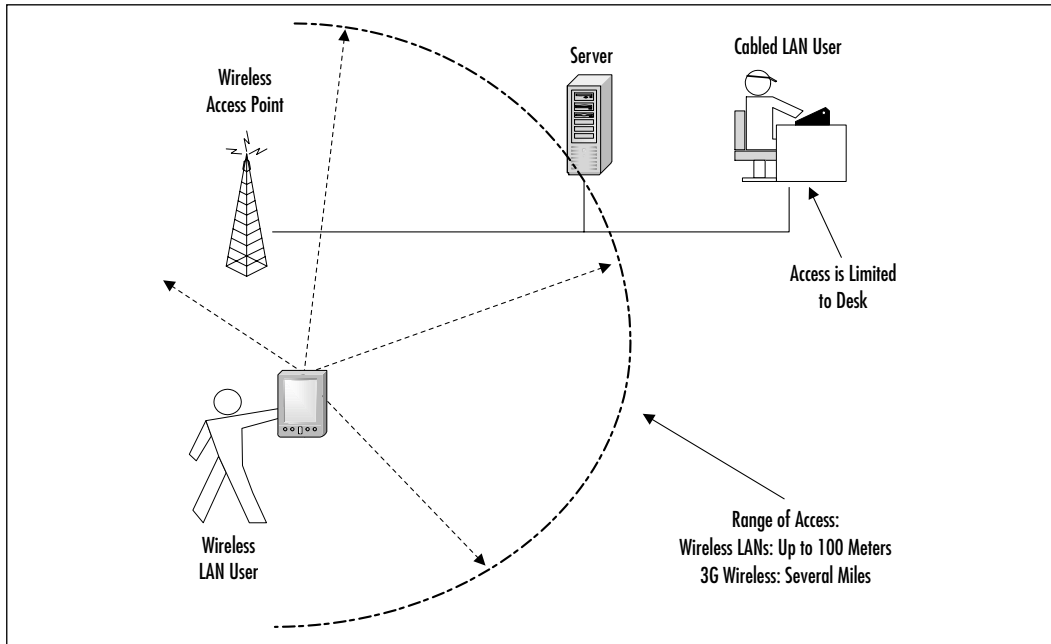 Wireless
Access Point
Server
Cabled LAN User
Access is Limited
to Desk
Wireless
LAN User
Range of Access:
Wireless LANs: Up to 100 Meters
3G Wireless: Several Miles